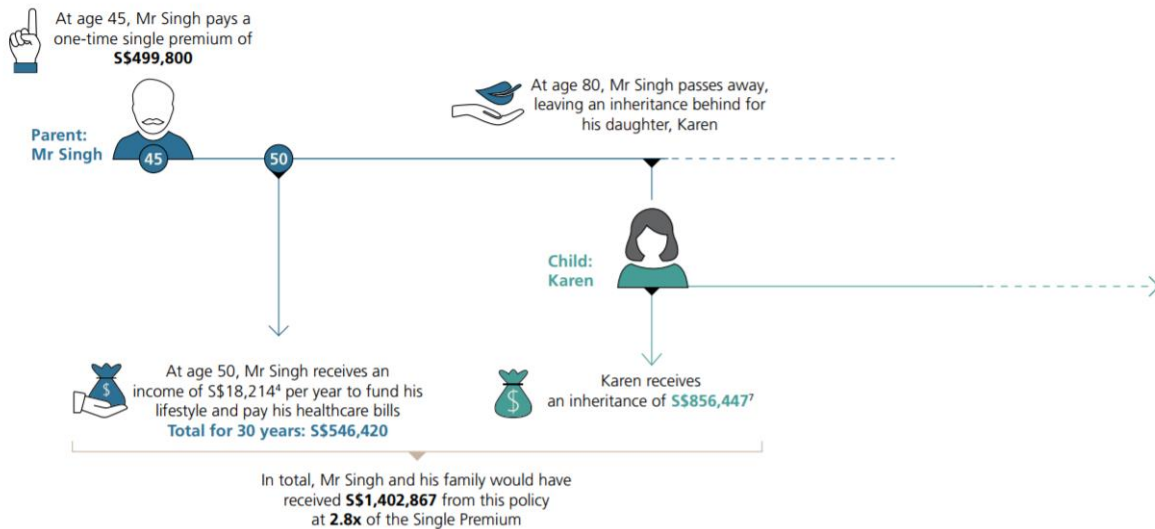 At age 45, Mr Singh pays a
one-time single premium of
S$499,800
At age 80, Mr Singh passes away,
leaving an inheritance behind for
his daughter, Karen
Parent:
Mr Singh
45
50
Child:
Karen
$
At age 50, Mr Singh receives an
income of S$18,214⁴ per year to fund his
lifestyle and pay his healthcare bills
Total for 30 years: S$546,420
$
Karen receives
an inheritance of S$856,447⁷
In total, Mr Singh and his family would have
received S$1,402,867 from this policy
at 2.8x of the Single Premium